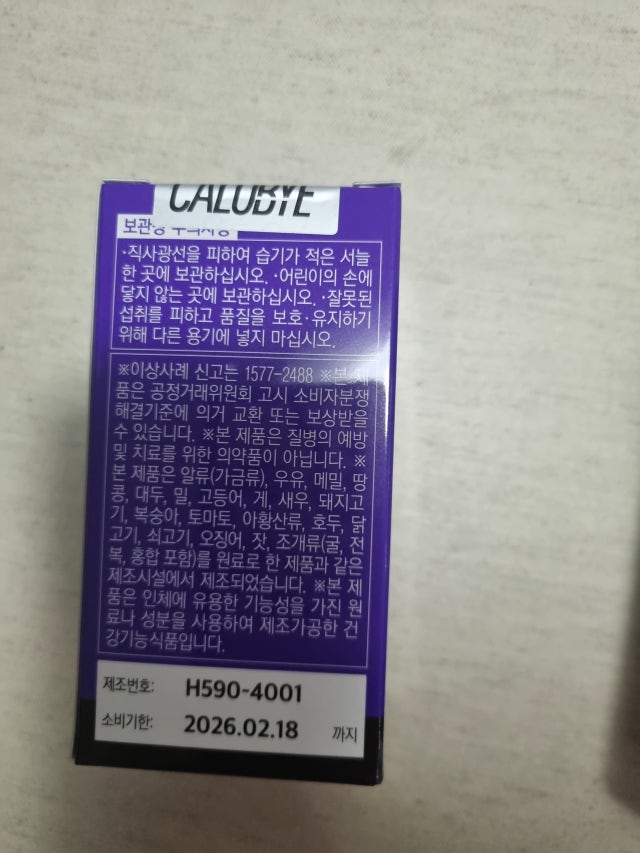 CALOBYE
보관상 주의사항
·직사광선을 피하여 습기가 적은 서늘
한 곳에 보관하십시오. ·어린이의 손에
닿지 않는 곳에 보관하십시오. ·잘못된
섭취를 피하고 품질을 보호·유지하기
위해 다른 용기에 넣지 마십시오.
※이상사례 신고는 1577-2488 ※본 제
품은 공정거래위원회 고시 소비자분쟁
해결기준에 의거 교환 또는 보상받을
수 있습니다. ※본 제품은 질병의 예방
및 치료를 위한 의약품이 아닙니다. ※
본 제품은 알류(가금류), 우유, 메밀, 땅
콩, 대두, 밀, 고등어, 게, 새우, 돼지고
기, 복숭아, 토마토, 아황산류, 호두, 닭
고기, 쇠고기, 오징어, 잣, 조개류(굴, 전
복, 홍합 포함)를 원료로 한 제품과 같은
제조시설에서 제조되었습니다. ※본 제
품은 인체에 유용한 기능성을 가진 원
료나 성분을 사용하여 제조가공한 건
강기능식품입니다.
제조번호: H590-4001
소비기한: 2026.02.18 까지